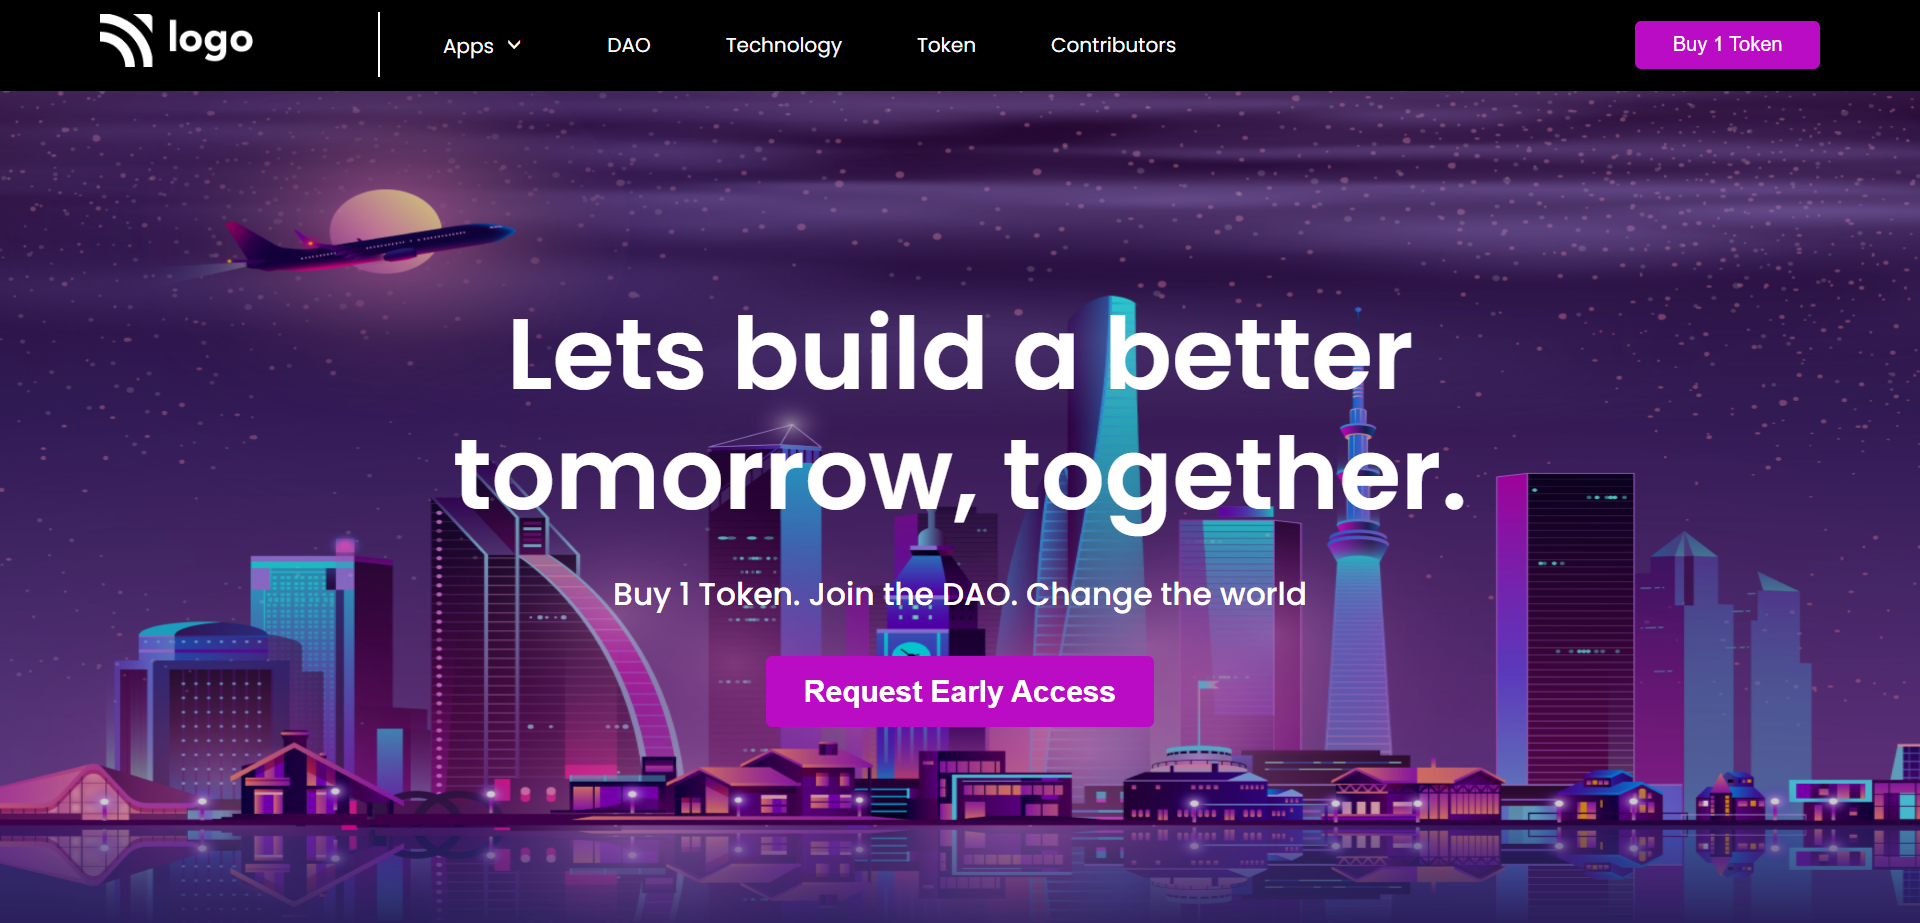 logo
Apps
DAO
Technology
Token
Contributors
Buy 1 Token
Lets build a better
tomorrow, together.
Buy 1 Token. Join the DAO. Change the world
Request Early Access